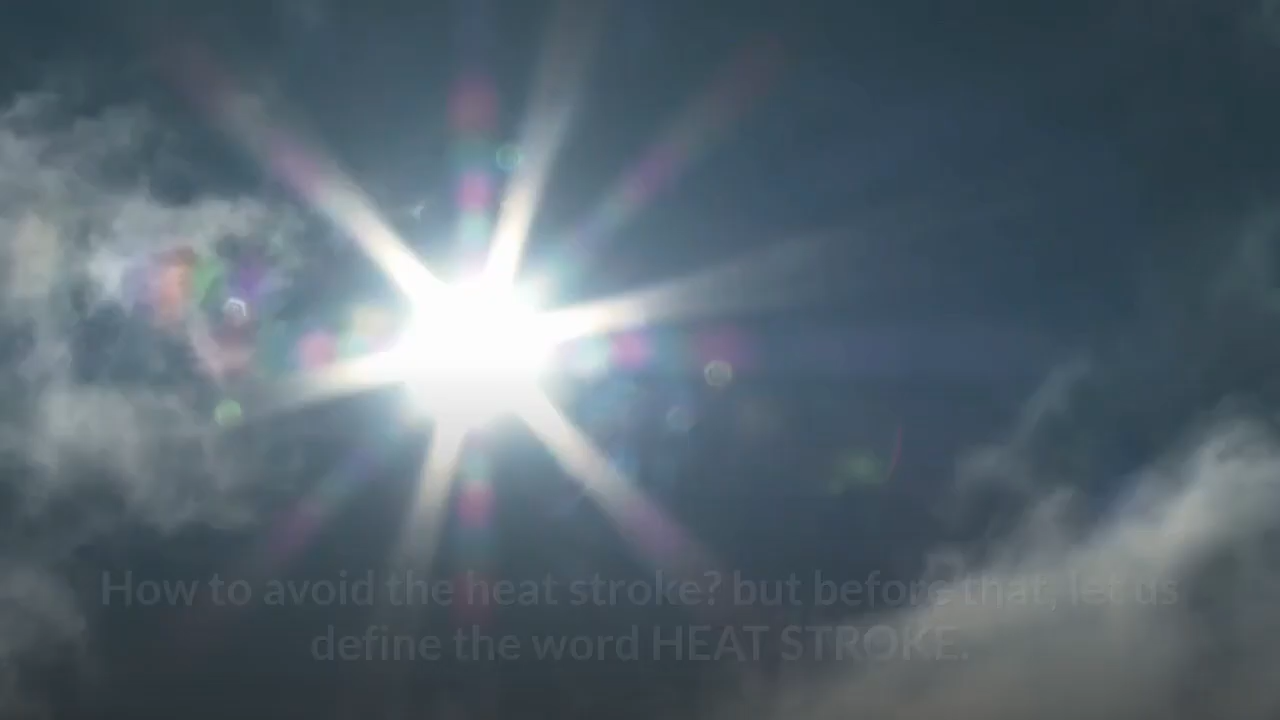 How to avoid the heat stroke? but before that, let us
define the word HEAT STROKE.